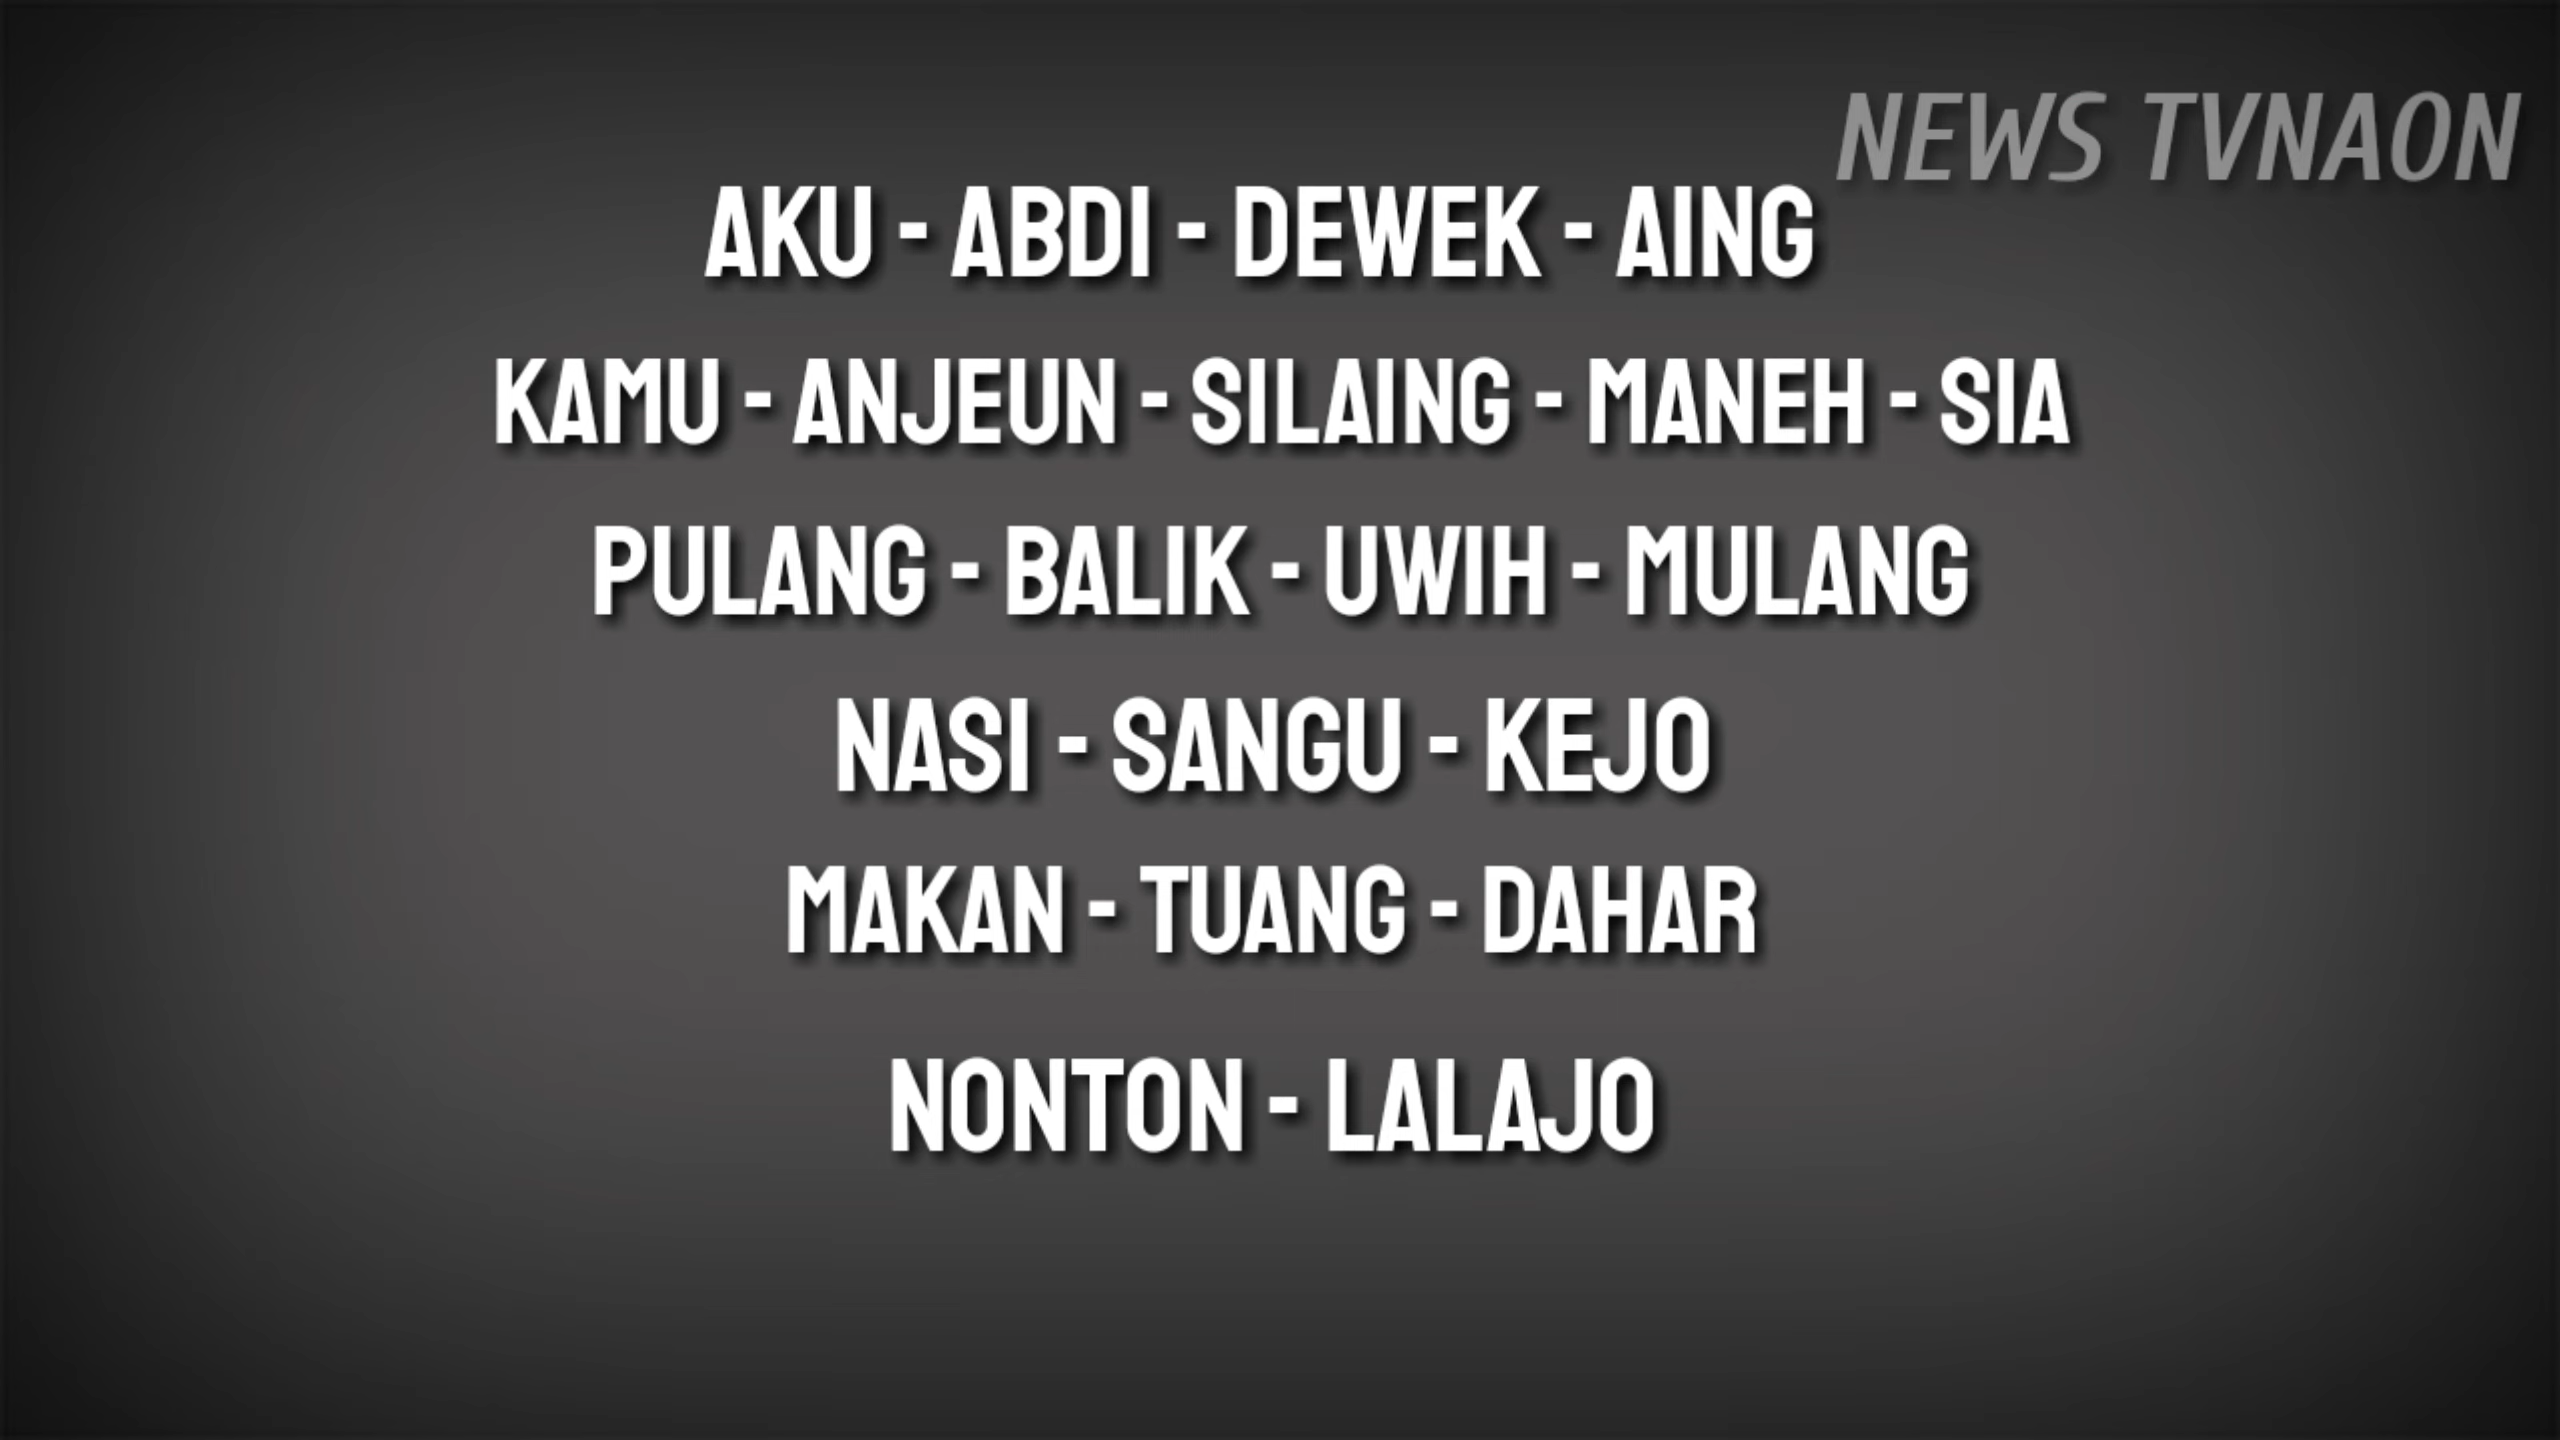 NEWS TVNAON
AKU - ABDI - DEWEK - AING
KAMU - ANJEUN - SILAING - MANEH - SIA
PULANG - BALIK - UWIH - MULANG
NASI - SANGU - KEJO
MAKAN - TUANG - DAHAR
NONTON - LALAJO